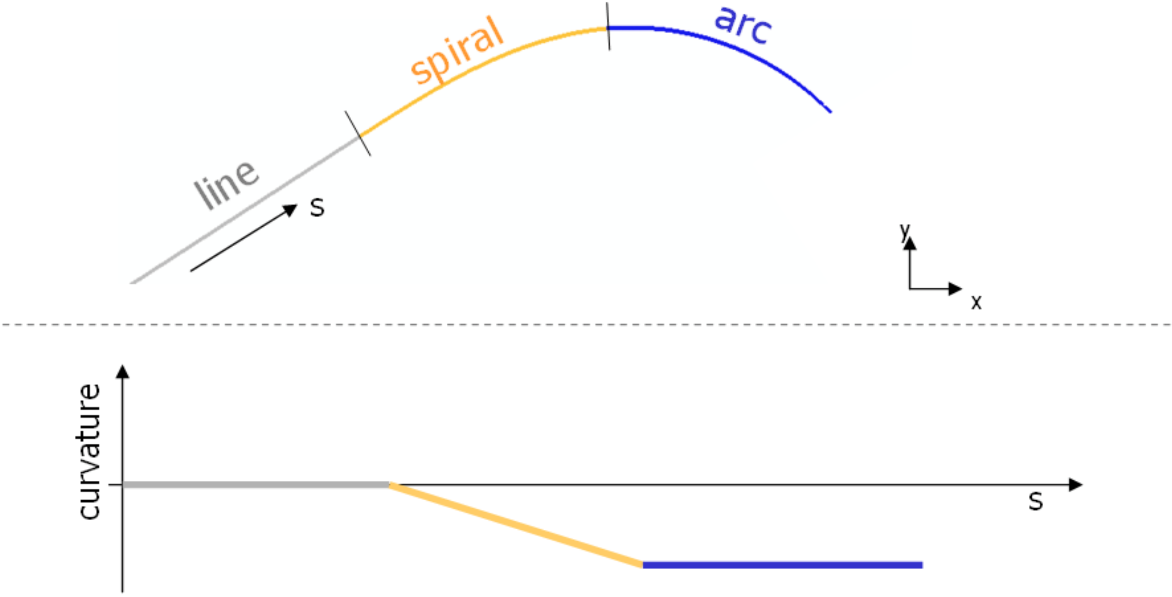 arc
spiral
line
S
y
x
curvature
S